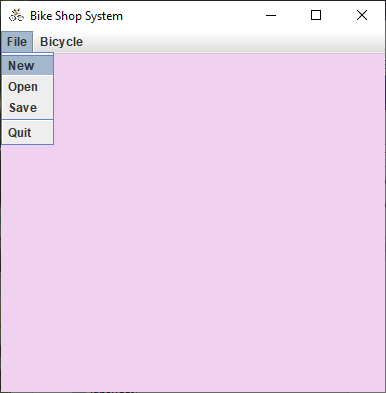 Bike Shop System
File Bicycle
New
Open
Save
Quit